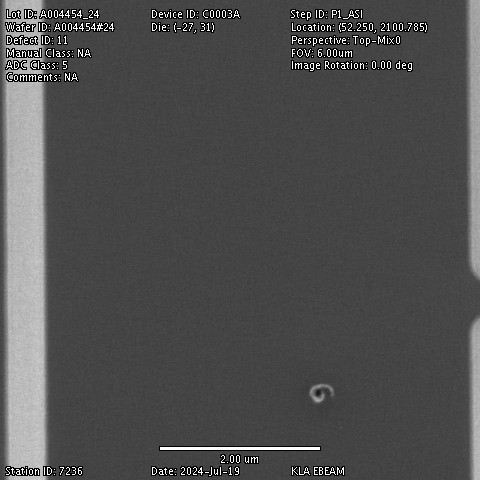 Lot ID: A004454_24 Device ID: C0003A Step ID: P1_ASI
Wafer ID: A004454#24 Die: (-27, 31) Location: (52.250, 2100.785)
Defect ID: 11 Perspective: Top-Mix0
Manual Class: NA FOV: 6.00um
ADC Class: 5 Image Rotation: 0.00 deg
Comments: NA
2.00 um
Station ID: 7236 Date: 2024-Jul-19 KLA EBEAM